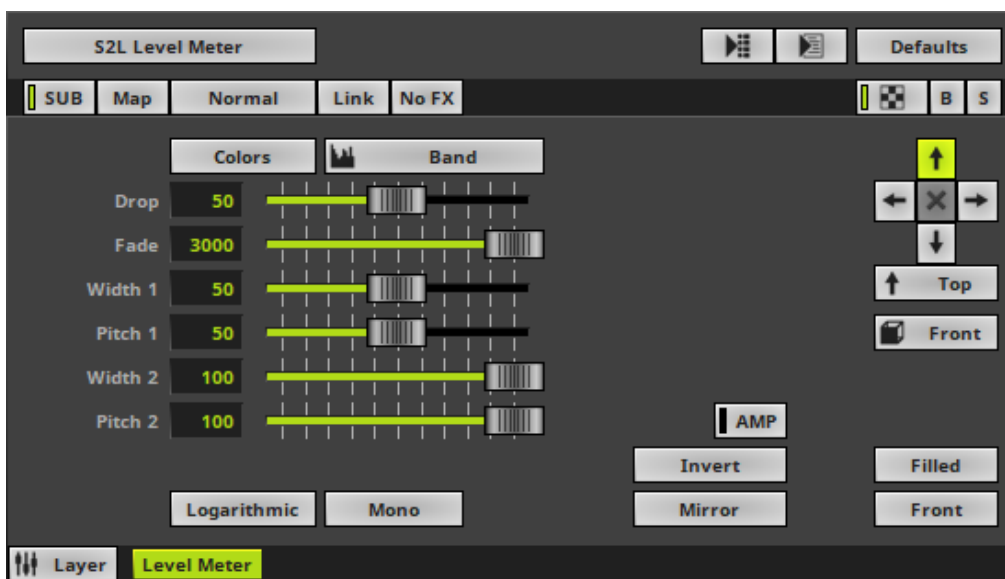 S2L Level Meter Defaults
SUB Map Normal Link No FX B S
Colors Band
Drop 50
Fade 3000
Width 1 50
Pitch 1 50
Top
Front
Width 2 100
Pitch 2 100
AMP
Invert Filled
Logarithmic Mono Mirror Front
Layer Level Meter